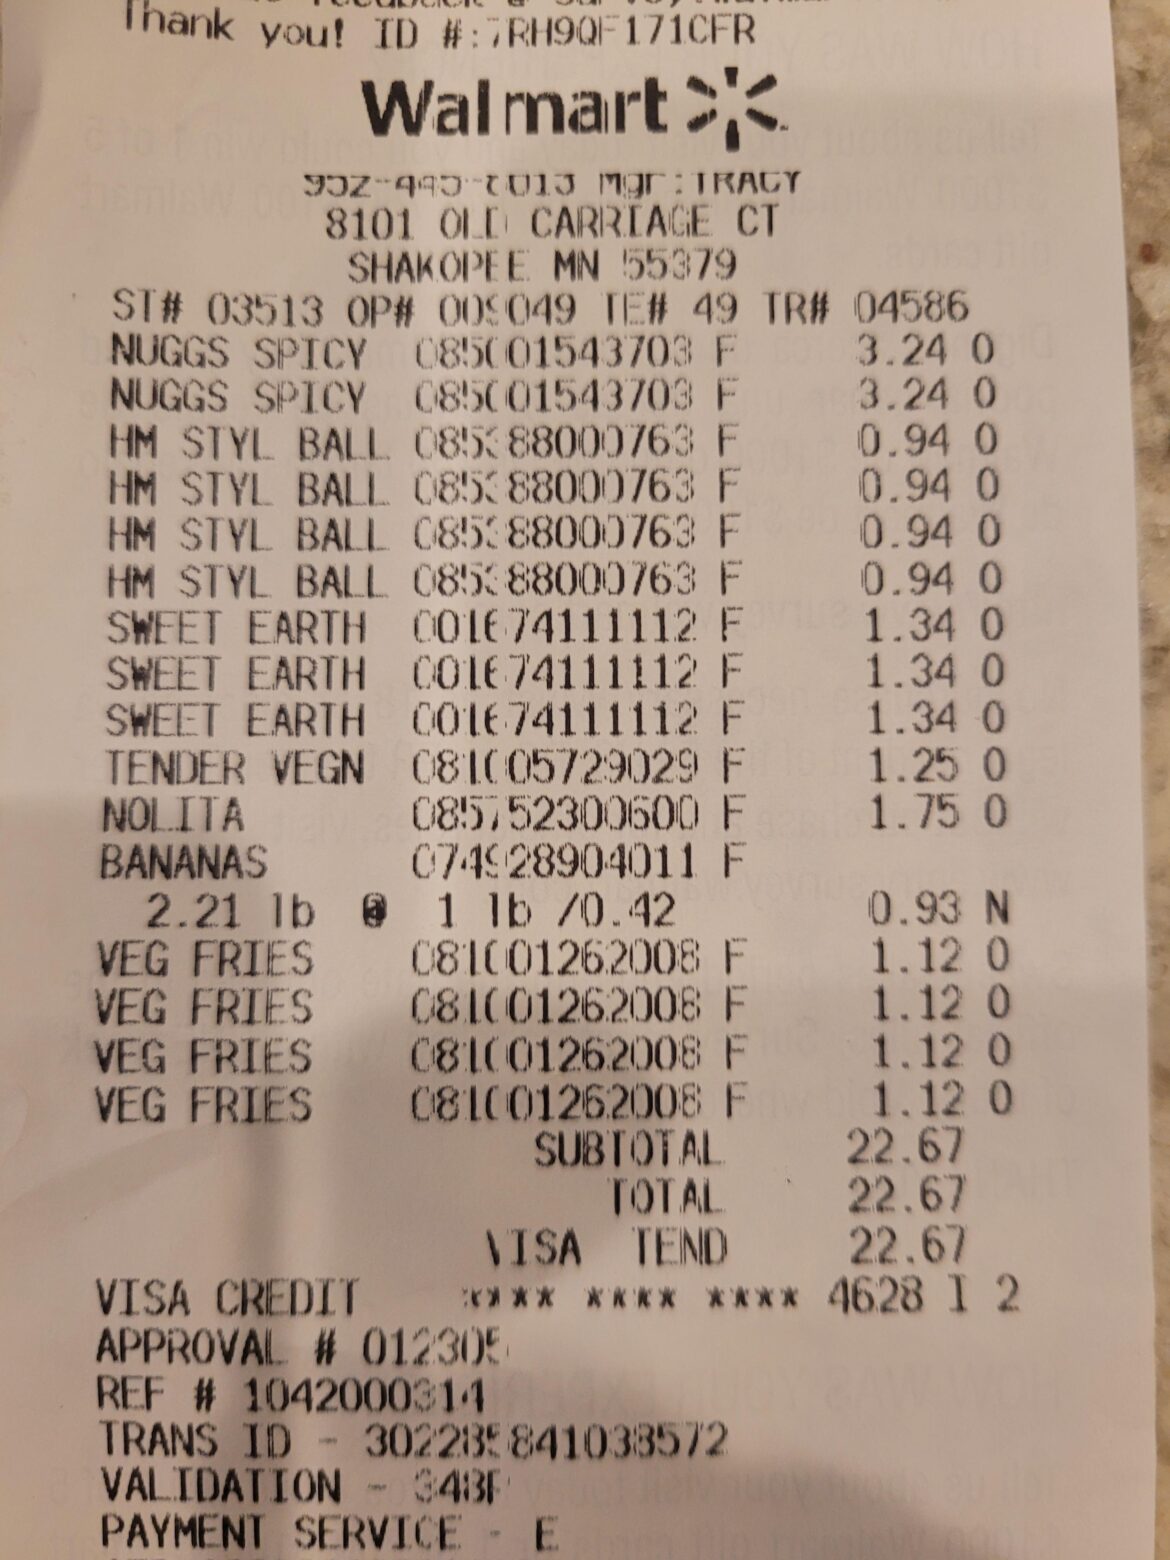 Thank you! ID #:7RH9QF171CFR
Walmart
952-445-8013 Mgr:TRACY
8101 OLD CARRIAGE CT
SHAKOPEE MN 55379
ST# 03513 OP# 009049 TE# 49 TR# 04586
NUGGS SPICY 085001543703 F 3.24 O
NUGGS SPICY 085001543703 F 3.24 O
HM STYL BALL 085388000763 F 0.94 O
HM STYL BALL 085388000763 F 0.94 O
HM STYL BALL 085388000763 F 0.94 O
HM STYL BALL 085388000763 F 0.94 O
SWEET EARTH 001674111112 F 1.34 O
SWEET EARTH 001674111112 F 1.34 O
SWEET EARTH 001674111112 F 1.34 O
TENDER VEGN 081005729029 F 1.25 O
NOLITA 085752300600 F 1.75 O
BANANAS 074928904011 F
2.21 lb @ 1 lb /0.42 0.93 N
VEG FRIES 081001262008 F 1.12 O
VEG FRIES 081001262008 F 1.12 O
VEG FRIES 081001262008 F 1.12 O
VEG FRIES 081001262008 F 1.12 O
SUBTOTAL 22.67
TOTAL 22.67
VISA TEND 22.67
VISA CREDIT **** **** **** 4628 I 2
APPROVAL # 012305
REF # 1042000314
TRANS ID - 302285841038572
VALIDATION - 348F
PAYMENT SERVICE - E